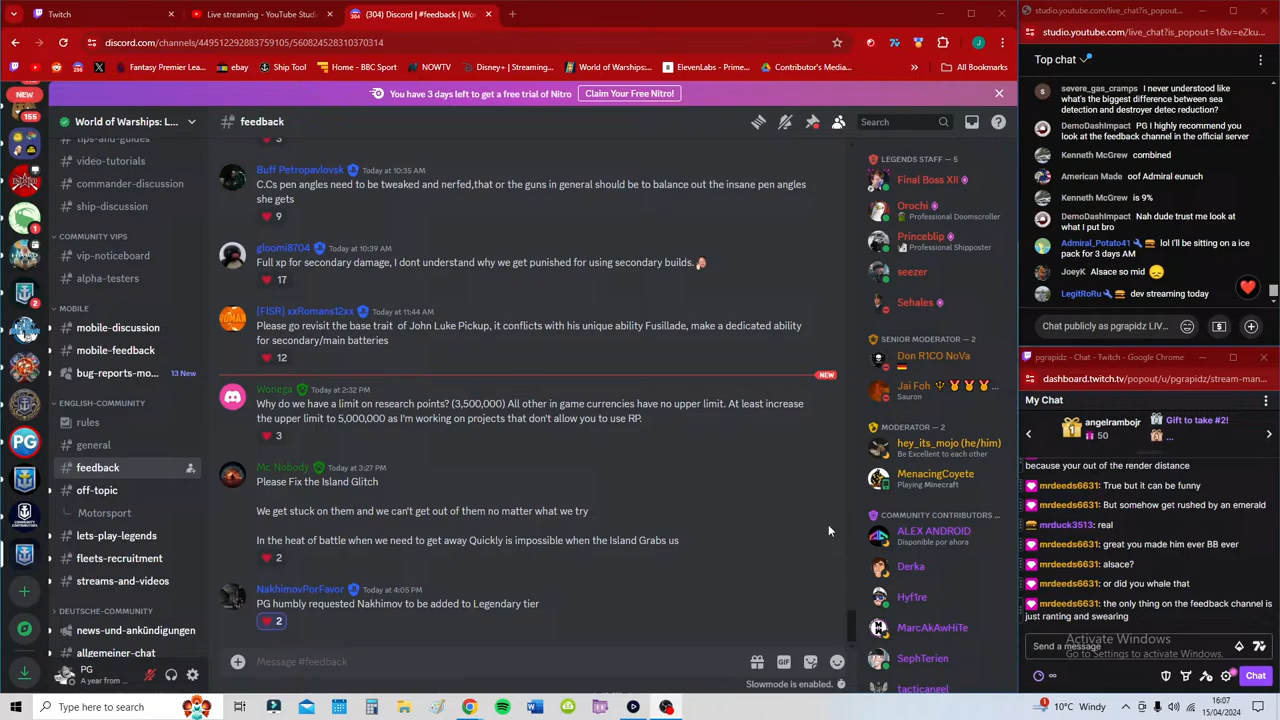 Twitch
Live streaming - YouTube Studio
(304) Discord | #feedback | Wo
discord.com/channels/449512292883759105/560824528310370314
Fantasy Premier Lea...
ebay
Ship Tool
Home - BBC Sport
NOWTV
Disney+ | Streaming...
World of Warships:...
ElevenLabs - Prime...
Contributor's Media...
All Bookmarks
You have 3 days left to get a free trial of Nitro
Claim Your Free Nitro!
NEW
155
1
2
PG
World of Warships: L...
tips-and-guides
video-tutorials
commander-discussion
ship-discussion
COMMUNITY VIPS
vip-noticeboard
alpha-testers
MOBILE
mobile-discussion
mobile-feedback
bug-reports-mo...
13 New
ENGLISH-COMMUNITY
rules
general
feedback
off-topic
Motorsport
lets-play-legends
fleets-recruitment
streams-and-videos
DEUTSCHE-COMMUNITY
news-und-ankündigungen
allgemeiner-chat
PG
A year from ...
# feedback
Search
3
Buff Petropavlovsk Today at 10:35 AM
C.Cs pen angles need to be tweaked and nerfed,that or the guns in general should be to balance out the insane pen angles
she gets
9
gloomi8704 Today at 10:39 AM
Full xp for secondary damage, I dont understand why we get punished for using secondary builds.
17
[FISR] xxRomans12xx Today at 11:44 AM
Please go revisit the base trait of John Luke Pickup, it conflicts with his unique ability Fusillade, make a dedicated ability
for secondary/main batteries
12
NEW
Wonega Today at 2:32 PM
Why do we have a limit on research points? (3,500,000) All other in game currencies have no upper limit. At least increase
the upper limit to 5,000,000 as I'm working on projects that don't allow you to use RP.
3
Mr. Nobody Today at 3:27 PM
Please Fix the Island Glitch
We get stuck on them and we can't get out of them no matter what we try
In the heat of battle when we need to get away Quickly is impossible when the Island Grabs us
2
NakhimovPorFavor Today at 4:05 PM
PG humbly requested Nakhimov to be added to Legendary tier
2
Message #feedback
GIF
Slowmode is enabled.
LEGENDS STAFF — 5
Final Boss XII
Orochi
Professional Doomscroller
Princeblip
Professional Shipposter
seezer
Sehales
SENIOR MODERATOR — 2
Don R1CO NoVa
Jai Foh
Sauron
MODERATOR — 2
hey_its_mojo (he/him)
Be Excellent to each other
MenacingCoyete
Playing Minecraft
COMMUNITY CONTRIBUTORS ...
ALEX ANDROID
Disponible por ahora
Derka
Hyf1re
MarcAkAwHiTe
SephTerien
tacticangel
studio.youtube.com/live_chat?is_popout...
studio.youtube.com/live_chat?is_popout=1&v=eZku...
Top chat
severe_gas_cramps I never understood like
what's the biggest difference between sea
detection and destroyer detec reduction?
DemoDashImpact PG I highly recommend you
look at the feedback channel in the official server
Kenneth McGrew combined
American Made oof Admiral eunuch
Kenneth McGrew is 9%
DemoDashImpact Nah dude trust me look at
what I put bro
Admiral_Potato41 lol I'll be sitting on a ice
pack for 3 days AM
JoeyK Alsace so mid
LegitRoRu dev streaming today
Chat publicly as pgrapidz LIV...
pgrapidz - Chat - Twitch - Google Chrome
dashboard.twitch.tv/popout/u/pgrapidz/stream-man...
My Chat
angelrambojr
50
Gift to take #2!
...
because your out of the render distance
mrdeeds6631: True but it can be funny
mrdeeds6631: But somehow get rushed by an emerald
mrduck3513: real
mrdeeds6631: great you made him ever BB ever
mrdeeds6631: alsace?
mrdeeds6631: or did you whale that
mrdeeds6631: the only thing on the feedback channel is
just ranting and swearing
Send a message
Activate Windows
Go to Settings to activate Windows.
Chat
Type here to search
10°C Windy
16:07
15/04/2024